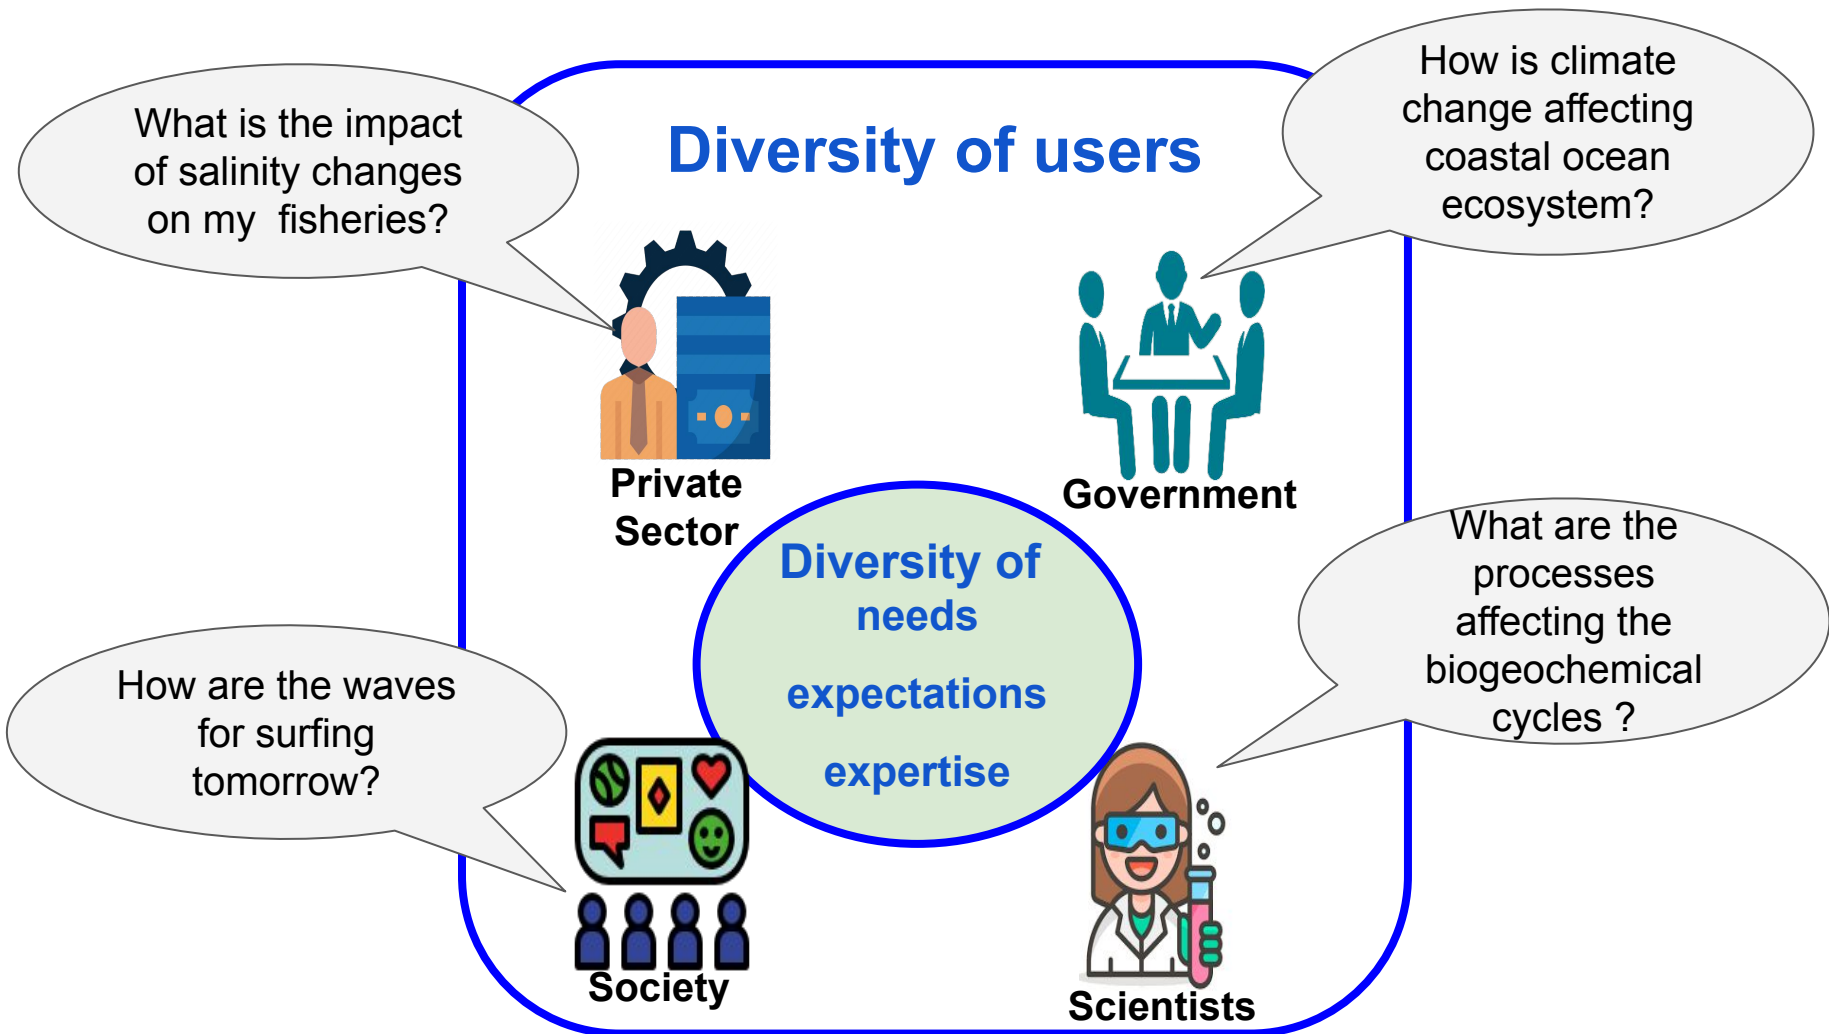 Diversity of users
What is the impact
of salinity changes
on my  fisheries?
How is climate
change affecting
coastal ocean
ecosystem?
Private
Sector
Government
Diversity of
needs
expectations
expertise
What are the
processes
affecting the
biogeochemical
cycles ?
How are the waves
for surfing
tomorrow?
Society
Scientists